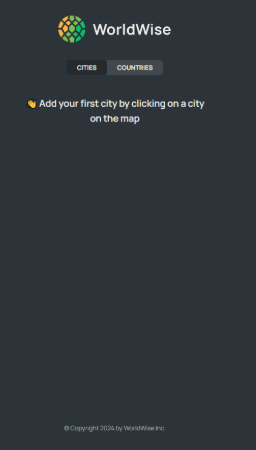 WorldWise
CITIES COUNTRIES
👋 Add your first city by clicking on a city
on the map
© Copyright 2024 by WorldWise Inc.